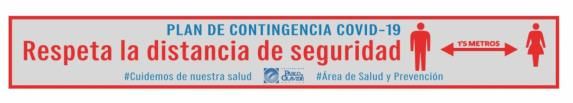 PLAN DE CONTINGENCIA COVID-19
Respeta la distancia de seguridad
1'5 METROS
#Cuidemos de nuestra salud
#Área de Salud y Prevención